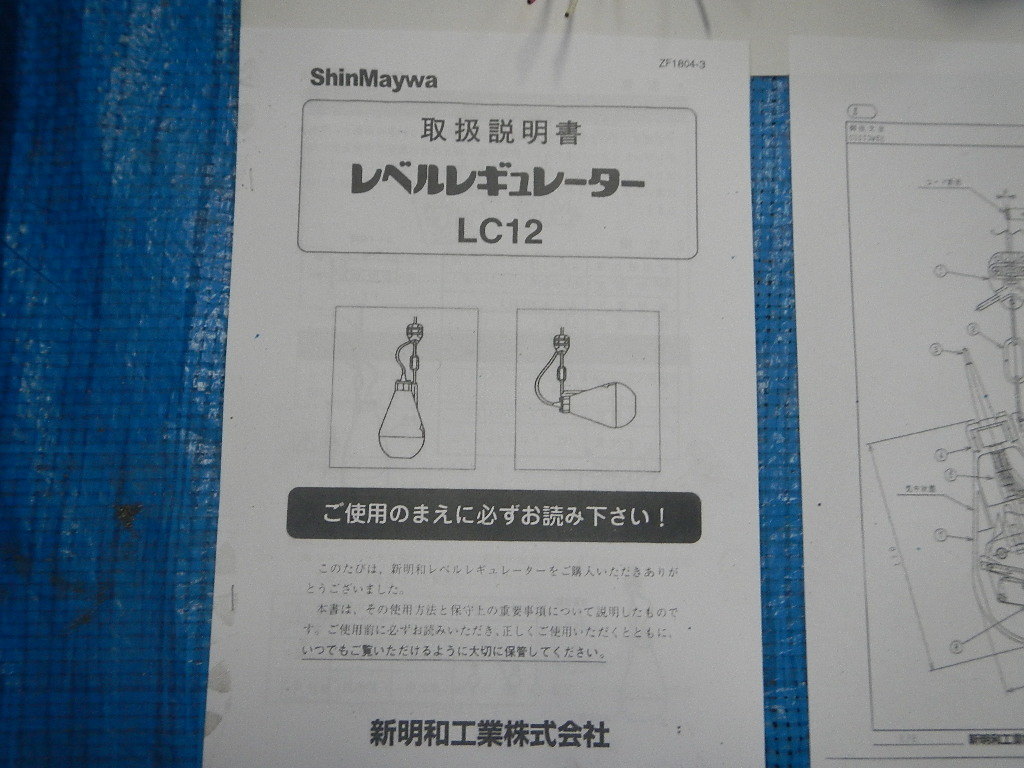 ShinMaywa
ZF1804-3
取扱説明書
レベルレギュレーター
LC12
ご使用のまえに必ずお読み下さい！
このたびは、新明和レベルレギュレーターをご購入いただきありが
とうございました。
本書は、その使用方法と保守上の重要事項について説明したもので
す。ご使用前に必ずお読みいただき、正しくご使用いただくとともに、
いつでもご覧いただけるように大切に保管してください。
新明和工業株式会社
新明和工業